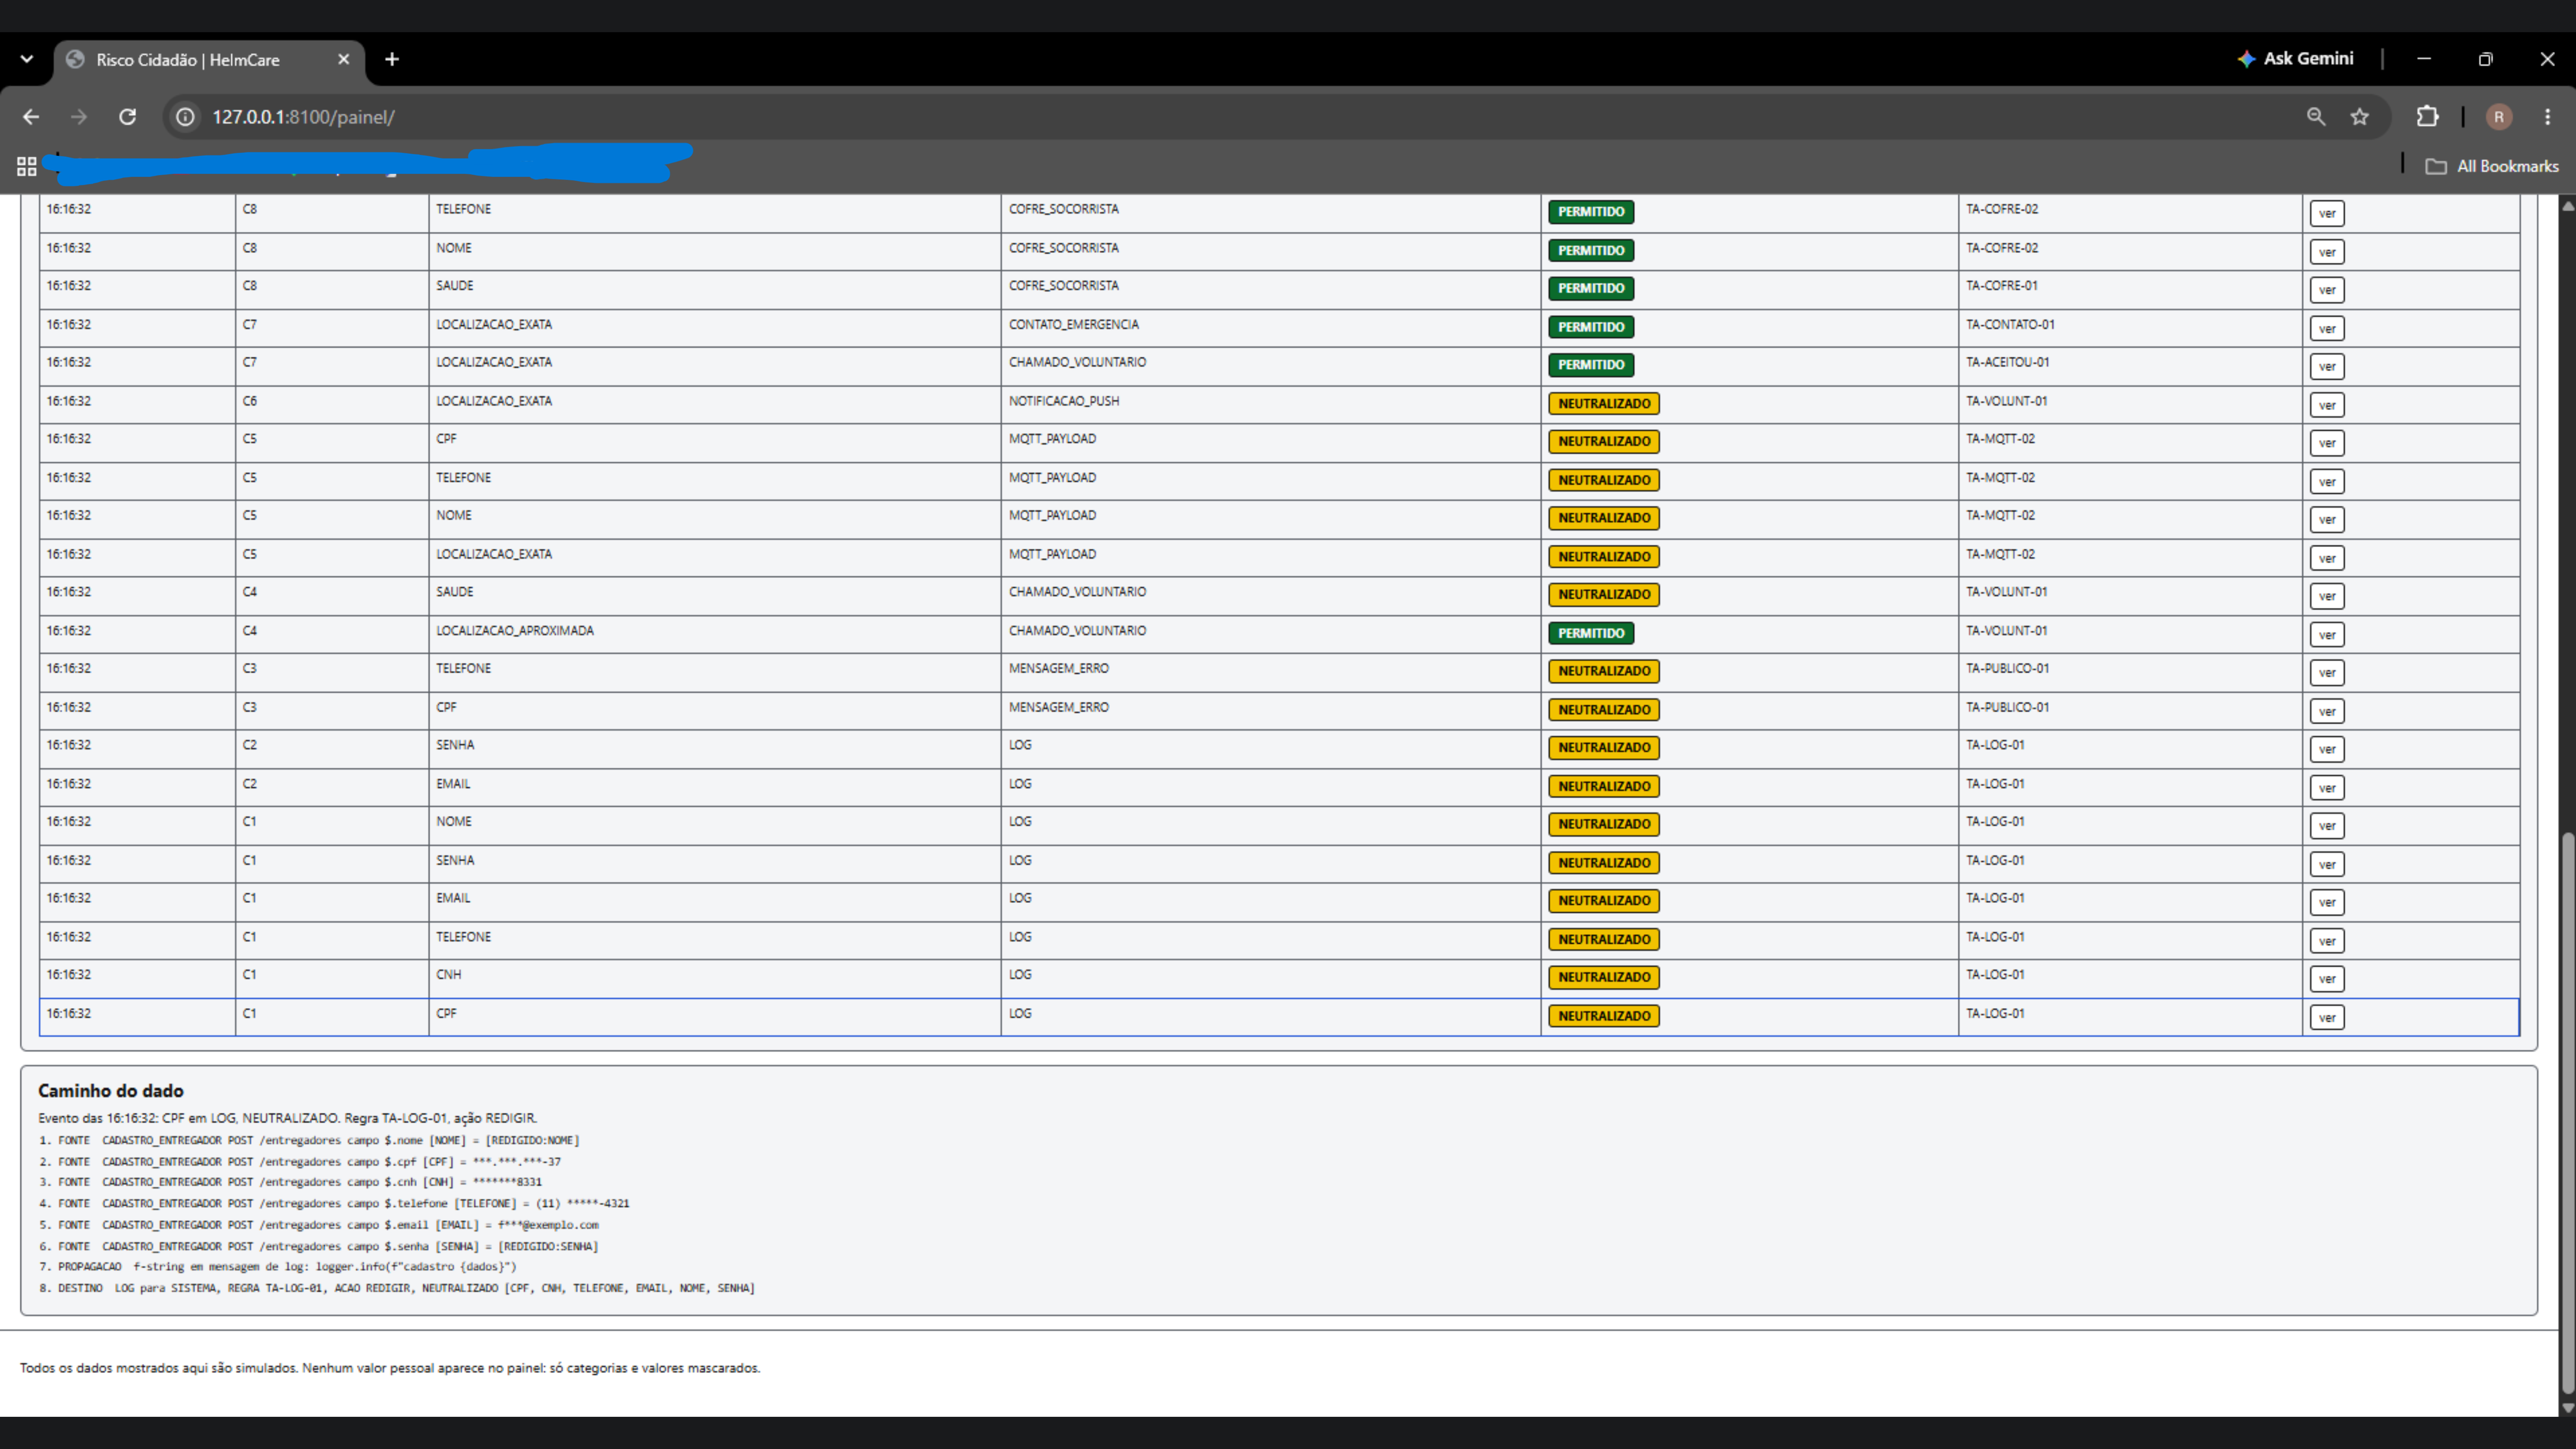 Risco Cidadão | HelmCare
Ask Gemini
127.0.0.1:8100/painel/
R
All Bookmarks
16:16:32 C8 TELEFONE COFRE_SOCORRISTA PERMITIDO TA-COFRE-02 ver
16:16:32 C8 NOME COFRE_SOCORRISTA PERMITIDO TA-COFRE-02 ver
16:16:32 C8 SAUDE COFRE_SOCORRISTA PERMITIDO TA-COFRE-01 ver
16:16:32 C7 LOCALIZACAO_EXATA CONTATO_EMERGENCIA PERMITIDO TA-CONTATO-01 ver
16:16:32 C7 LOCALIZACAO_EXATA CHAMADO_VOLUNTARIO PERMITIDO TA-ACEITOU-01 ver
16:16:32 C6 LOCALIZACAO_EXATA NOTIFICACAO_PUSH NEUTRALIZADO TA-VOLUNT-01 ver
16:16:32 C5 CPF MQTT_PAYLOAD NEUTRALIZADO TA-MQTT-02 ver
16:16:32 C5 TELEFONE MQTT_PAYLOAD NEUTRALIZADO TA-MQTT-02 ver
16:16:32 C5 NOME MQTT_PAYLOAD NEUTRALIZADO TA-MQTT-02 ver
16:16:32 C5 LOCALIZACAO_EXATA MQTT_PAYLOAD NEUTRALIZADO TA-MQTT-02 ver
16:16:32 C4 SAUDE CHAMADO_VOLUNTARIO NEUTRALIZADO TA-VOLUNT-01 ver
16:16:32 C4 LOCALIZACAO_APROXIMADA CHAMADO_VOLUNTARIO PERMITIDO TA-VOLUNT-01 ver
16:16:32 C3 TELEFONE MENSAGEM_ERRO NEUTRALIZADO TA-PUBLICO-01 ver
16:16:32 C3 CPF MENSAGEM_ERRO NEUTRALIZADO TA-PUBLICO-01 ver
16:16:32 C2 SENHA LOG NEUTRALIZADO TA-LOG-01 ver
16:16:32 C2 EMAIL LOG NEUTRALIZADO TA-LOG-01 ver
16:16:32 C1 NOME LOG NEUTRALIZADO TA-LOG-01 ver
16:16:32 C1 SENHA LOG NEUTRALIZADO TA-LOG-01 ver
16:16:32 C1 EMAIL LOG NEUTRALIZADO TA-LOG-01 ver
16:16:32 C1 TELEFONE LOG NEUTRALIZADO TA-LOG-01 ver
16:16:32 C1 CNH LOG NEUTRALIZADO TA-LOG-01 ver
16:16:32 C1 CPF LOG NEUTRALIZADO TA-LOG-01 ver
Caminho do dado
Evento das 16:16:32: CPF em LOG, NEUTRALIZADO. Regra TA-LOG-01, ação REDIGIR.
1. FONTE CADASTRO_ENTREGADOR POST /entregadores campo $.nome [NOME] = [REDIGIDO:NOME]
2. FONTE CADASTRO_ENTREGADOR POST /entregadores campo $.cpf [CPF] = ***.***.***-37
3. FONTE CADASTRO_ENTREGADOR POST /entregadores campo $.cnh [CNH] = *******8331
4. FONTE CADASTRO_ENTREGADOR POST /entregadores campo $.telefone [TELEFONE] = (11) *****-4321
5. FONTE CADASTRO_ENTREGADOR POST /entregadores campo $.email [EMAIL] = f***@exemplo.com
6. FONTE CADASTRO_ENTREGADOR POST /entregadores campo $.senha [SENHA] = [REDIGIDO:SENHA]
7. PROPAGACAO f-string em mensagem de log: logger.info(f"cadastro {dados}")
8. DESTINO LOG para SISTEMA, REGRA TA-LOG-01, ACAO REDIGIR, NEUTRALIZADO [CPF, CNH, TELEFONE, EMAIL, NOME, SENHA]
Todos os dados mostrados aqui são simulados. Nenhum valor pessoal aparece no painel: só categorias e valores mascarados.